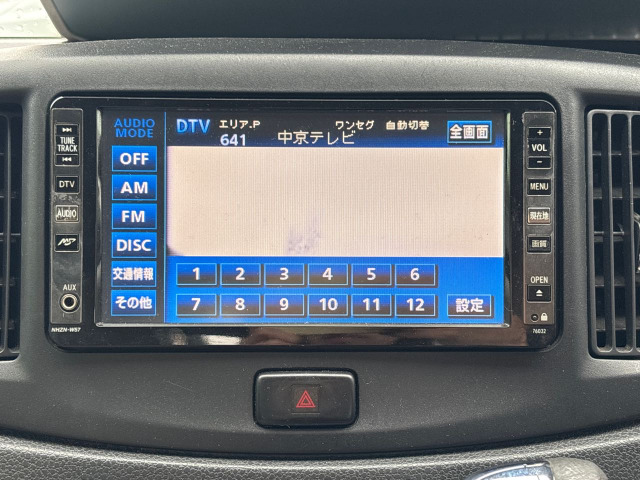 AUDIO MODE
DTV エリア.P ワンセグ 自動切替 全画面
641 中京テレビ
OFF
AM
FM
DISC
交通情報 1 2 3 4 5 6
その他 7 8 9 10 11 12 設定
TUNE TRACK
DTV
AUDIO
AUX
NHZN-W57
+
VOL
−
MENU
現在地
画質
OPEN
76032